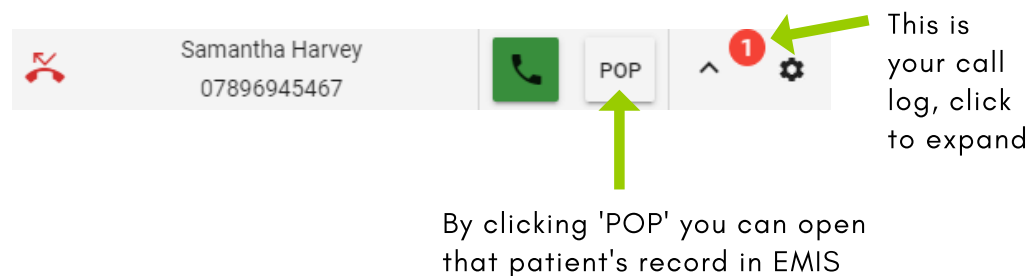 Samantha Harvey
07896945467
POP
1
This is
your call
log, click
to expand
By clicking 'POP' you can open
that patient's record in EMIS